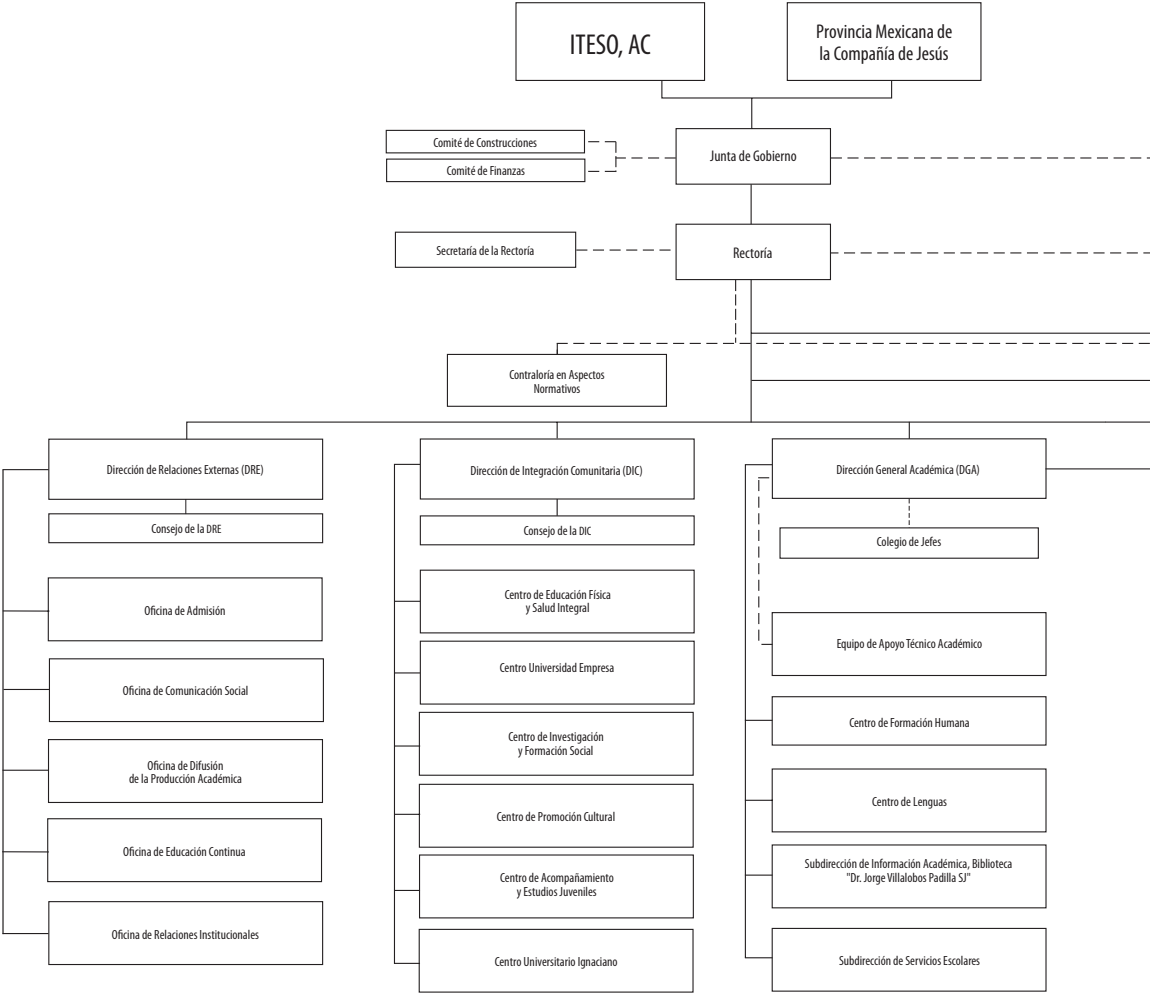 ITESO, AC
Provincia Mexicana de
la Compañía de Jesús
Comité de Construcciones
Comité de Finanzas
Junta de Gobierno
Secretaría de la Rectoría
Rectoría
Contraloría en Aspectos
Normativos
Dirección de Relaciones Externas (DRE)
Consejo de la DRE
Oficina de Admisión
Oficina de Comunicación Social
Oficina de Difusión
de la Producción Académica
Oficina de Educación Continua
Oficina de Relaciones Institucionales
Dirección de Integración Comunitaria (DIC)
Consejo de la DIC
Centro de Educación Física
y Salud Integral
Centro Universidad Empresa
Centro de Investigación
y Formación Social
Centro de Promoción Cultural
Centro de Acompañamiento
y Estudios Juveniles
Centro Universitario Ignaciano
Dirección General Académica (DGA)
Colegio de Jefes
Equipo de Apoyo Técnico Académico
Centro de Formación Humana
Centro de Lenguas
Subdirección de Información Académica, Biblioteca
"Dr. Jorge Villalobos Padilla SJ"
Subdirección de Servicios Escolares